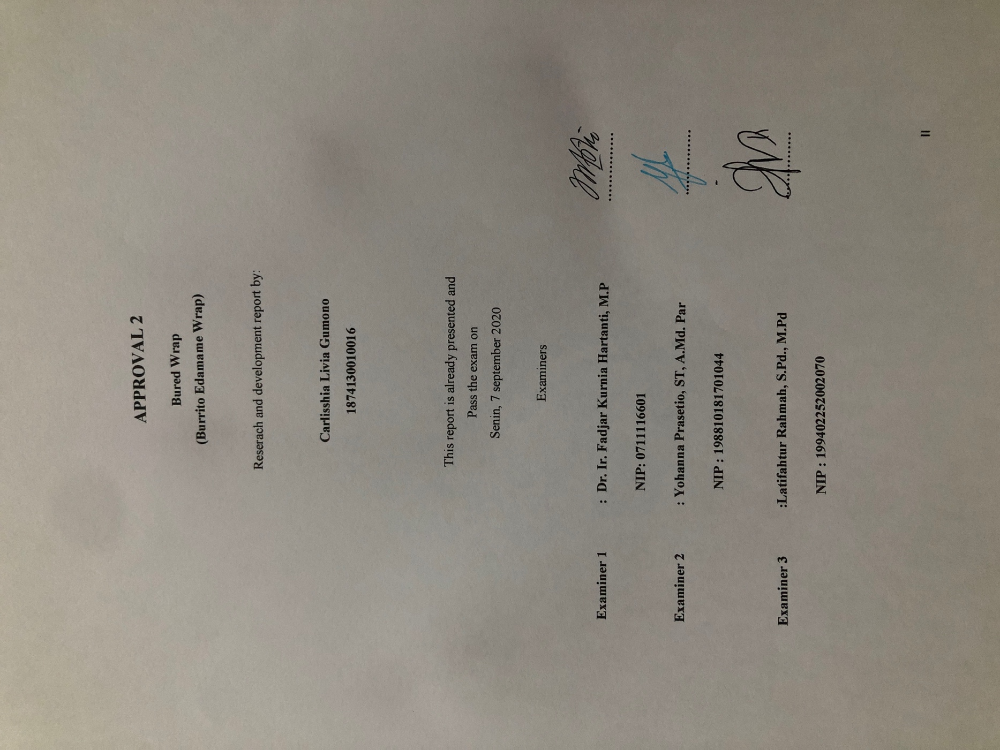 APPROVAL 2
Bured Wrap
(Burrito Edamame Wrap)
Reserach and development report by:
Carlisshia Livia Gumono
1874130010016
This report is already presented and
Pass the exam on
Senin, 7 september 2020
Examiners
Examiner 1 : Dr. Ir. Fadjar Kurnia Hartanti, M.P ..............
NIP: 0711116601
Examiner 2 : Yohanna Prasetio, ST, A.Md. Par ..............
NIP : 198810181701044
Examiner 3 :Latifahtur Rahmah, S.Pd., M.Pd ..............
NIP : 199402252002070
II